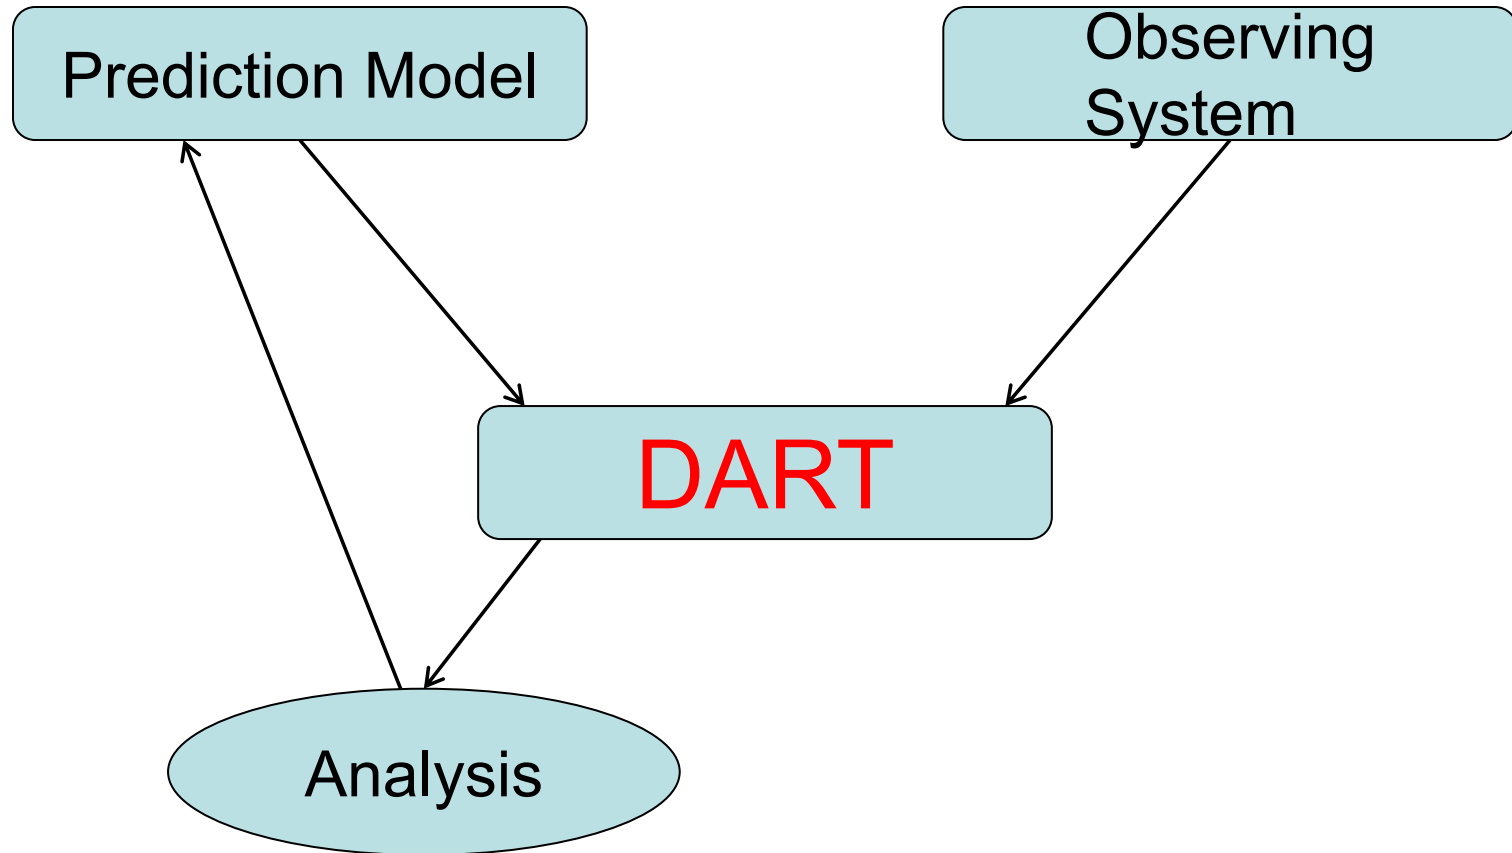 Prediction Model
Observing
System
DART
Analysis